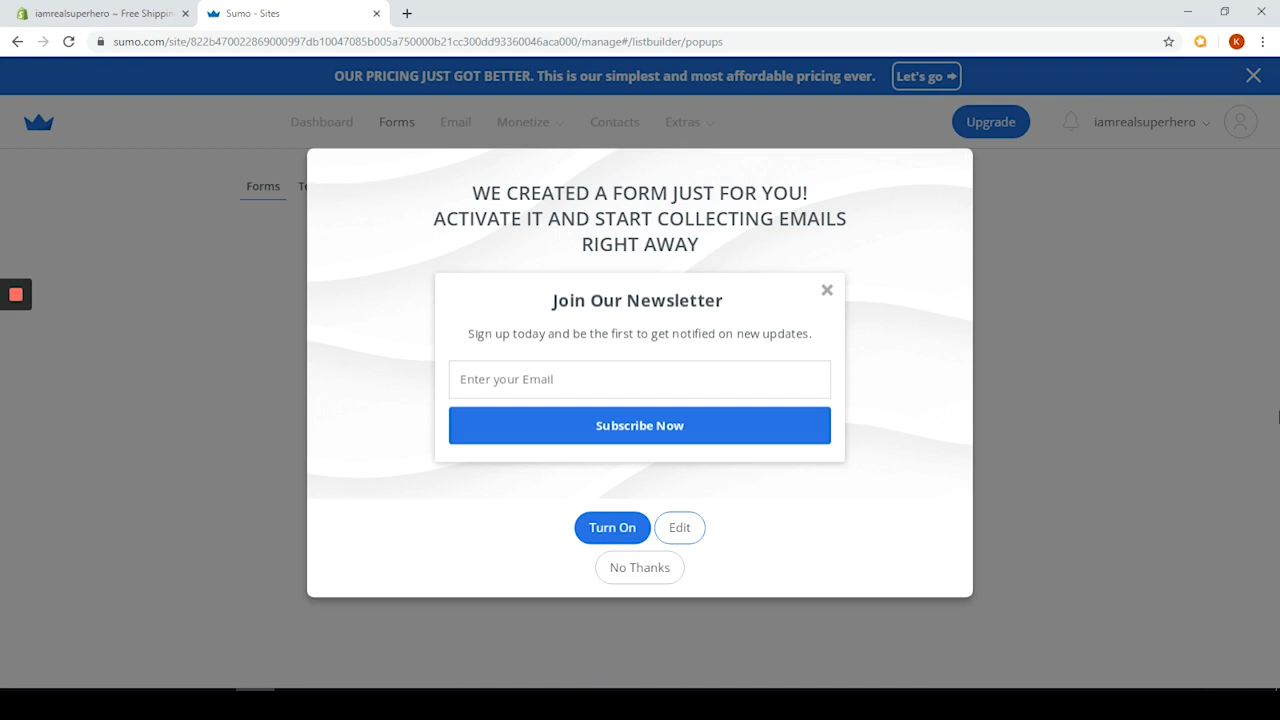 iamrealsuperhero ~ Free Shippin
Sumo - Sites
sumo.com/site/822b470022869000997db10047085b005a750000b21cc300dd93360046aca000/manage#/listbuilder/popups
K
OUR PRICING JUST GOT BETTER. This is our simplest and most affordable pricing ever. Let's go
Dashboard Forms Email Monetize Contacts Extras Upgrade iamrealsuperhero
Forms Te
WE CREATED A FORM JUST FOR YOU!
ACTIVATE IT AND START COLLECTING EMAILS
RIGHT AWAY
Join Our Newsletter
Sign up today and be the first to get notified on new updates.
Enter your Email
Subscribe Now
Turn On Edit
No Thanks